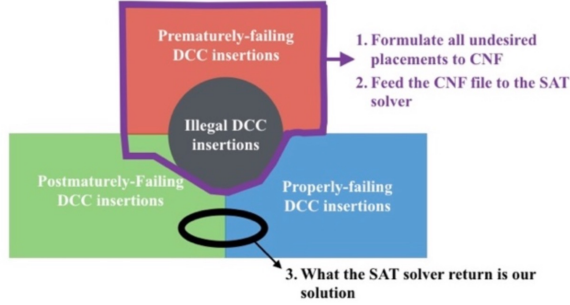 Prematurely-failing
DCC insertions
1. Formulate all undesired
placements to CNF
2. Feed the CNF file to the SAT
solver
Illegal DCC
insertions
Postmaturely-Failing
DCC insertions
Properly-failing
DCC insertions
3. What the SAT solver return is our
solution